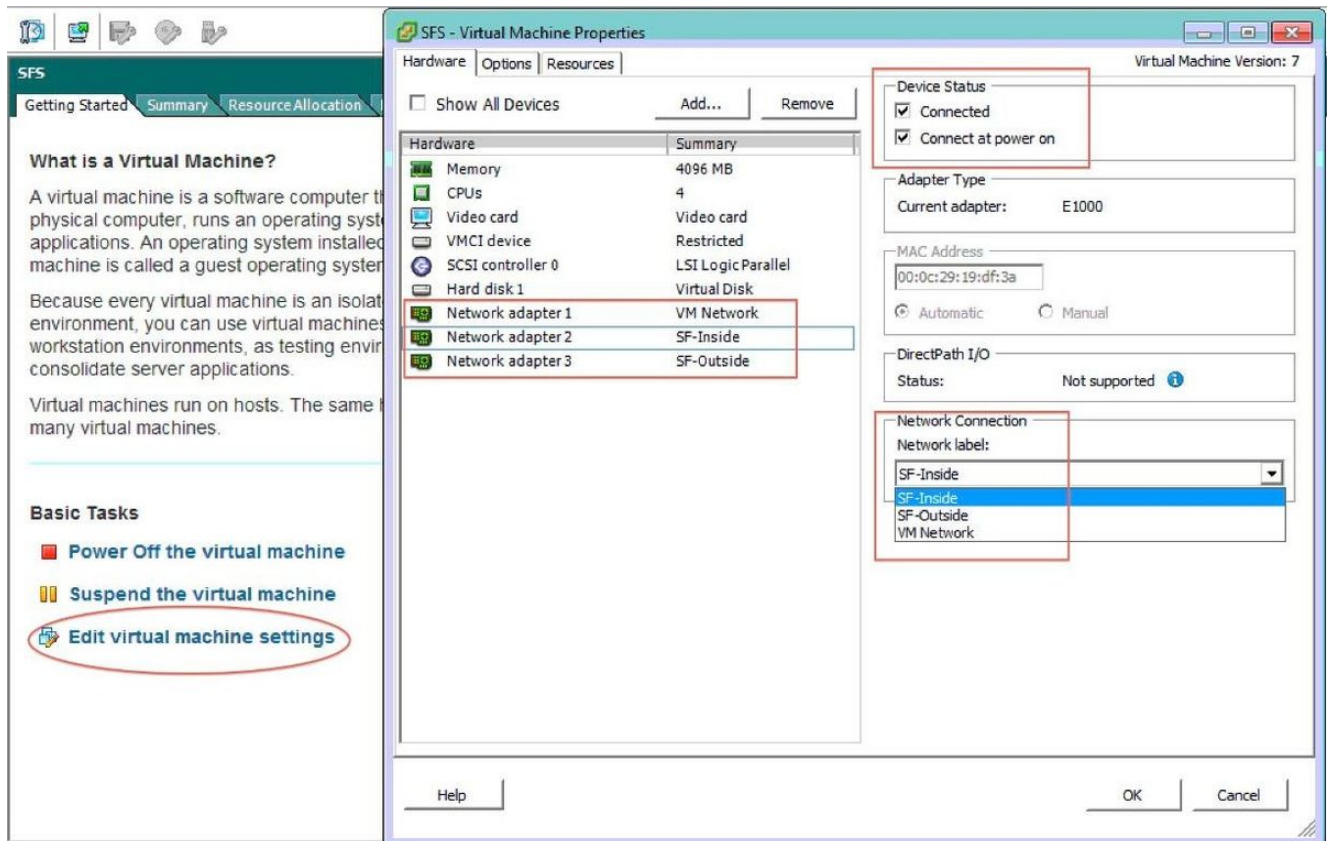 SFS
Getting Started Summary Resource Allocation
What is a Virtual Machine?
A virtual machine is a software computer
physical computer, runs an operating
applications. An operating system installed
machine is called a guest operating
Because every virtual machine is an
environment, you can use virtual machines
workstation environments, as testing
consolidate server applications.
Virtual machines run on hosts. The same
many virtual machines.
Basic Tasks
Power Off the virtual machine
Suspend the virtual machine
Edit virtual machine settings
SFS - Virtual Machine Properties
Hardware Options Resources
Virtual Machine Version: 7
Show All Devices
Add...
Remove
Hardware Summary
Memory 4096 MB
CPUs 4
Video card Video card
VMCI device Restricted
SCSI controller 0 LSI Logic Parallel
Hard disk 1 Virtual Disk
Network adapter 1 VM Network
Network adapter 2 SF-Inside
Network adapter 3 SF-Outside
Device Status
Connected
Connect at power on
Adapter Type
Current adapter: E1000
MAC Address
00:0c:29:19:df:3a
Automatic Manual
DirectPath I/O
Status: Not supported
Network Connection
Network label:
SF-Inside
SF-Inside
SF-Outside
VM Network
Help
OK
Cancel